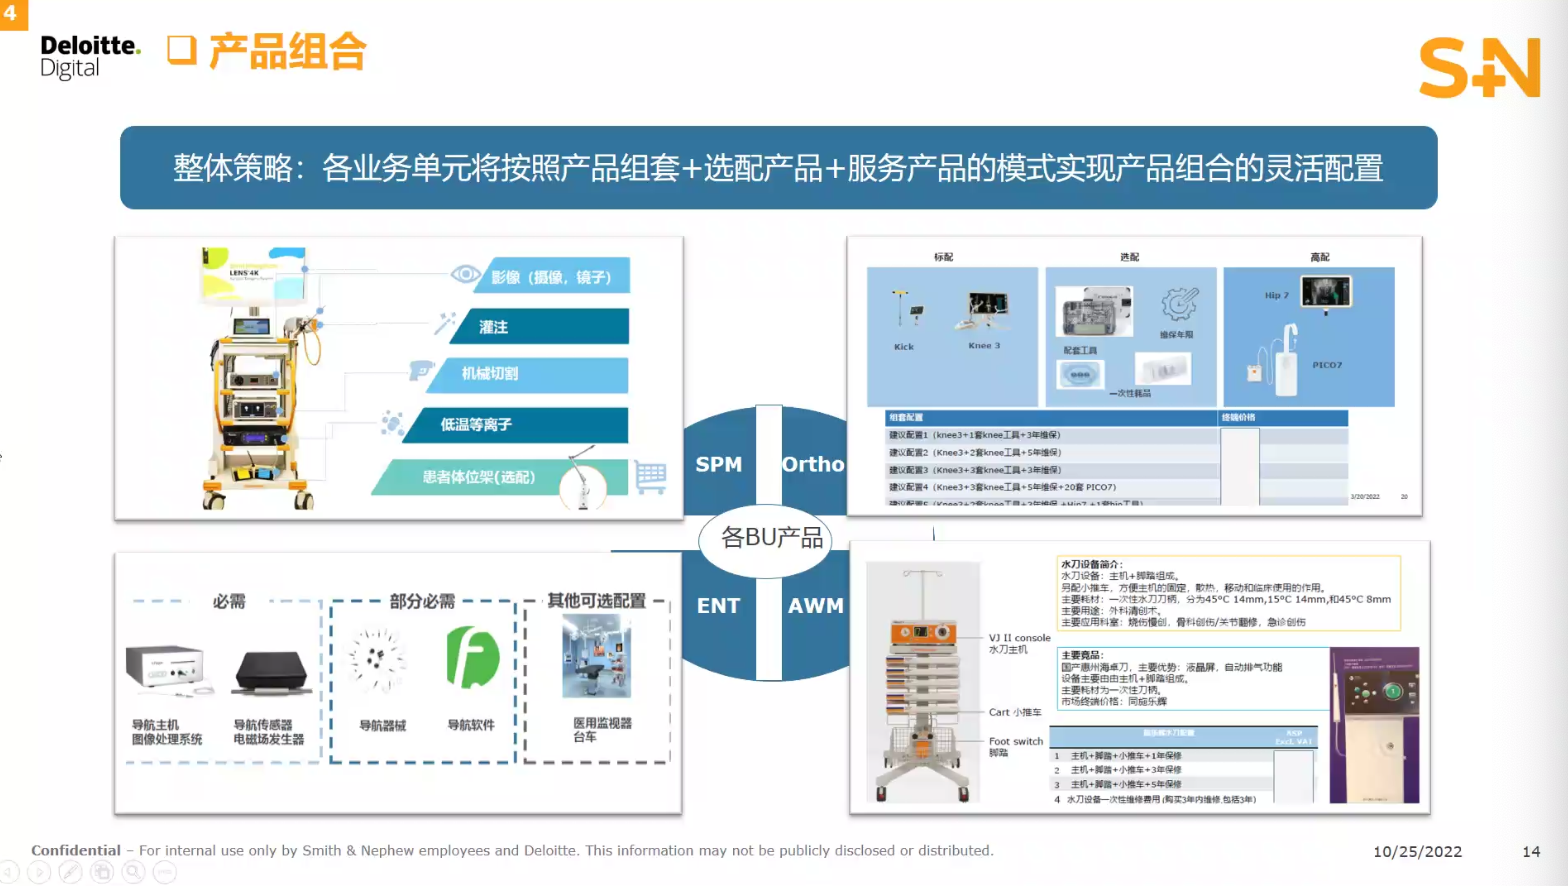 4
Deloitte.
Digital
产品组合
S+N
整体策略：各业务单元将按照产品组套+选配产品+服务产品的模式实现产品组合的灵活配置
LENS 4K
影像（摄像，镜子）
灌注
机械切割
低温等离子
患者体位架(选配)
标配
选配
高配
Kick
Knee 3
配套工具
维保年限
一次性耗品
Hip 7
PICO7
组套配置
终端价格
建议配置1（knee3+1套knee工具+3年维保）
建议配置2（Knee3+2套knee工具+5年维保）
建议配置3（Knee3+3套knee工具+3年维保）
建议配置4（Knee3+3套knee工具+5年维保+20套 PICO7）
3/20/2022
20
SPM
Ortho
各BU产品
ENT
AWM
必需
部分必需
其他可选配置
导航主机
图像处理系统
导航传感器
电磁场发生器
导航器械
导航软件
医用监视器
台车
VJ II console
水刀主机
Cart 小推车
Foot switch
脚踏
水刀设备简介：
水刀设备：主机+脚踏组成。
另配小推车，方便主机的固定，散热，移动和临床使用的作用。
主要耗材：一次性水刀刀柄，分为45°C 14mm,15°C 14mm,和45°C 8mm
主要用途：外科清创术。
主要应用科室：烧伤慢创，骨科创伤/关节翻修，急诊创伤
主要竞品：
国产惠州海卓刀，主要优势：液晶屏，自动排气功能
设备主要由由主机+脚踏组成。
主要耗材为一次性刀柄。
市场终端价格：同施乐辉
1 主机+脚踏+小推车+1年保修
2 主机+脚踏+小推车+3年保修
3 主机+脚踏+小推车+5年保修
4 水刀设备一次性维修费用 (购买3年内维修,包括3年)
Confidential – For internal use only by Smith & Nephew employees and Deloitte. This information may not be publicly disclosed or distributed.
10/25/2022
14